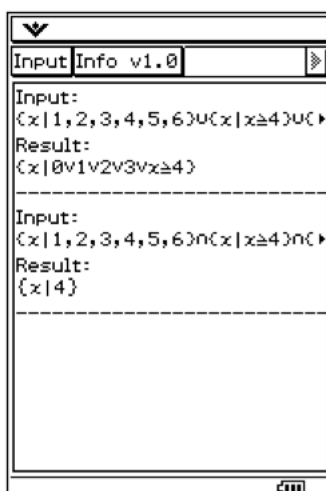 Input Info v1.0
Input:
{x|1,2,3,4,5,6}∪{x|x≥4}∪{
Result:
{x|0∨1∨2∨3∨x≥4}
Input:
{x|1,2,3,4,5,6}∩{x|x≥4}∩{
Result:
{x|4}